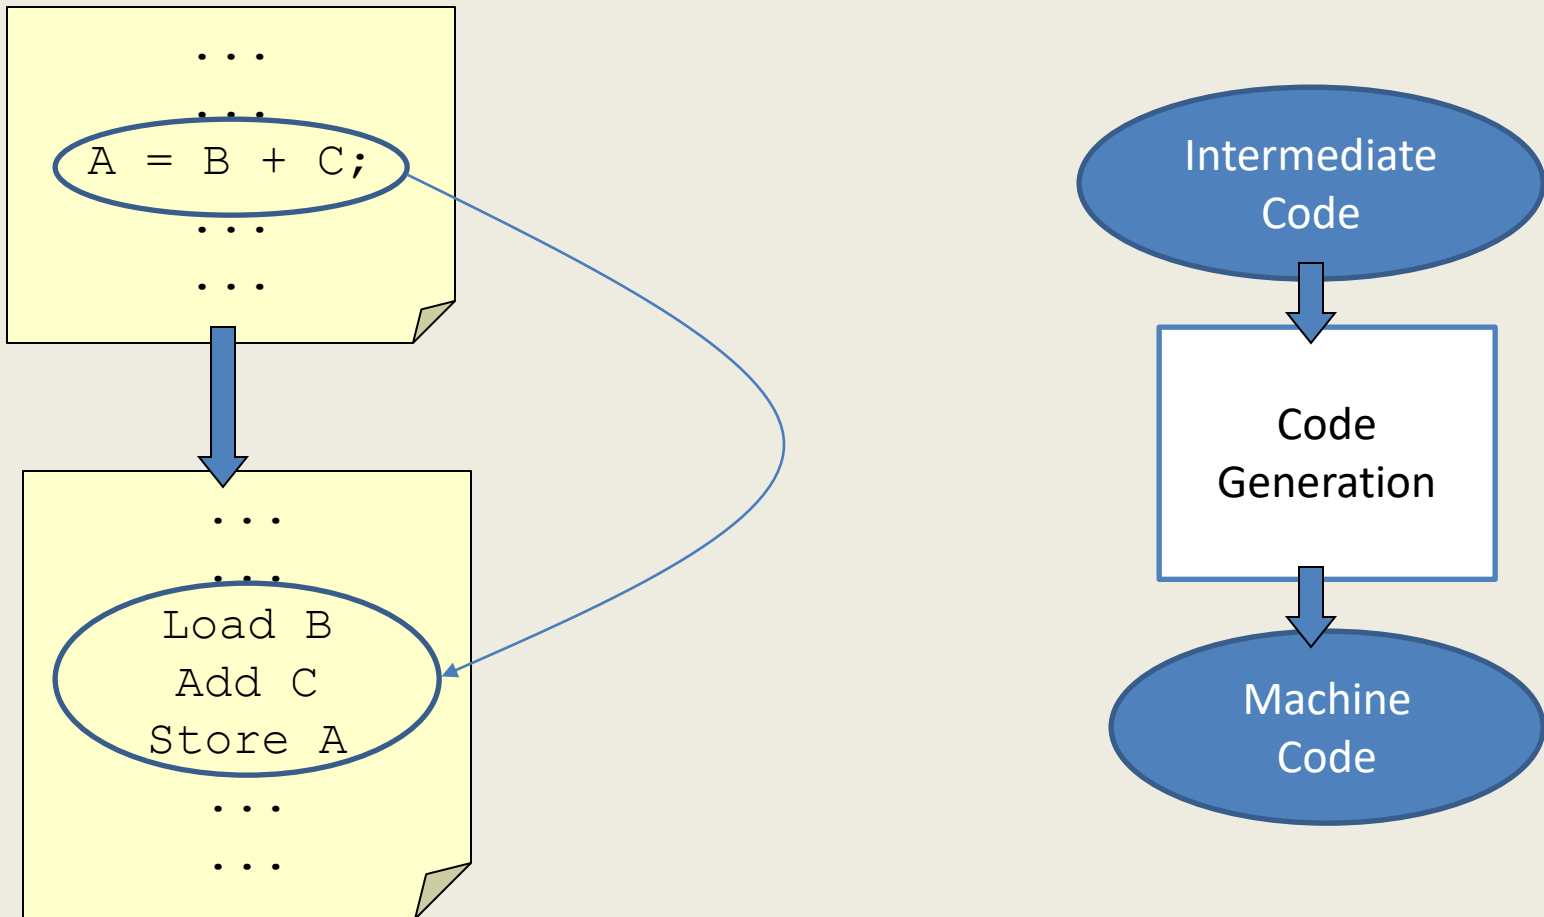 ...
...
A = B + C;
...
...
...
...
Load B
Add C
Store A
...
...
Intermediate
Code
Code
Generation
Machine
Code